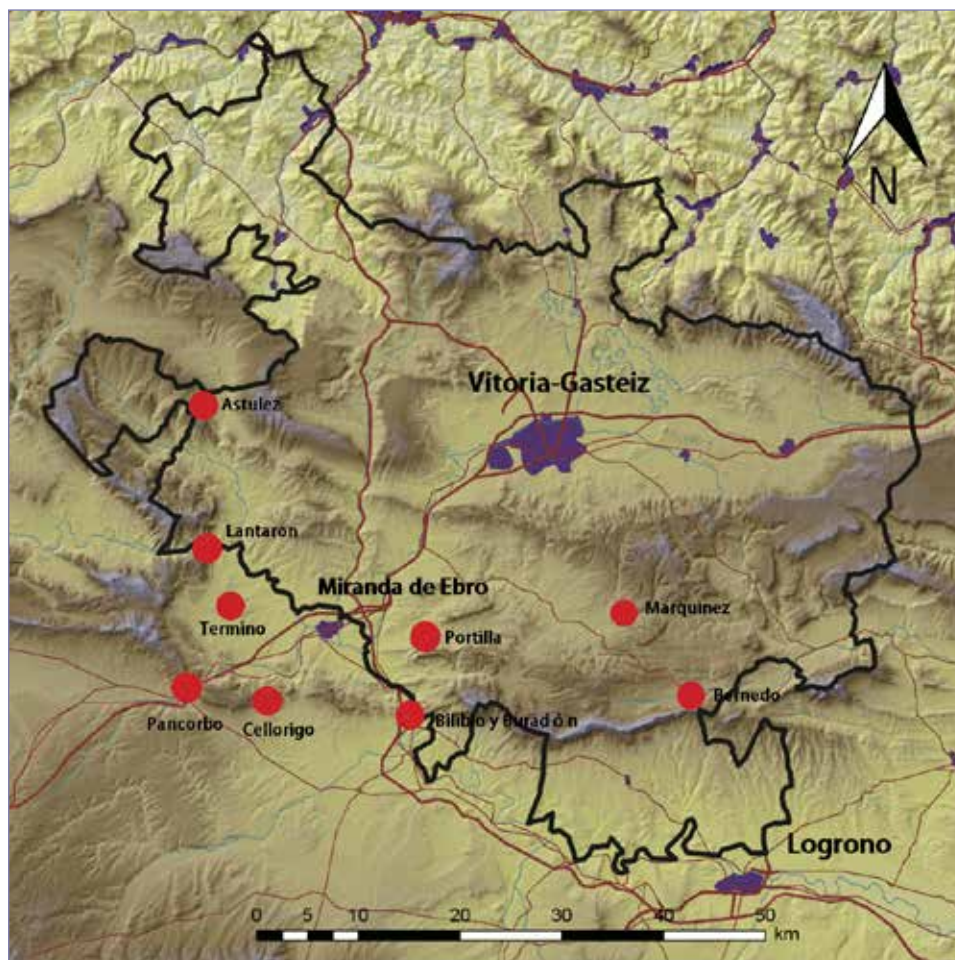 N
Vitoria-Gasteiz
Astulez
Lantaron
Miranda de Ebro
Termino
Marquinez
Portilla
Pancorbo
Cellorigo
Bilibio y Buradón
Bernedo
Logrono
0 10 20 30 40 50
km